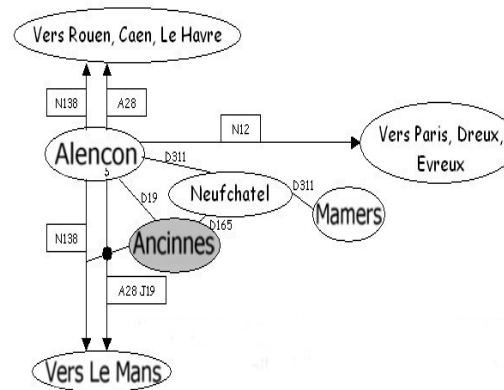 Vers Rouen, Caen, Le Havre
N138
A28
N12
Vers Paris, Dreux,
Evreux
Alencon
D311
Neufchatel
D311
Mamers
D19
D165
Ancinnes
N138
A28 J19
Vers Le Mans